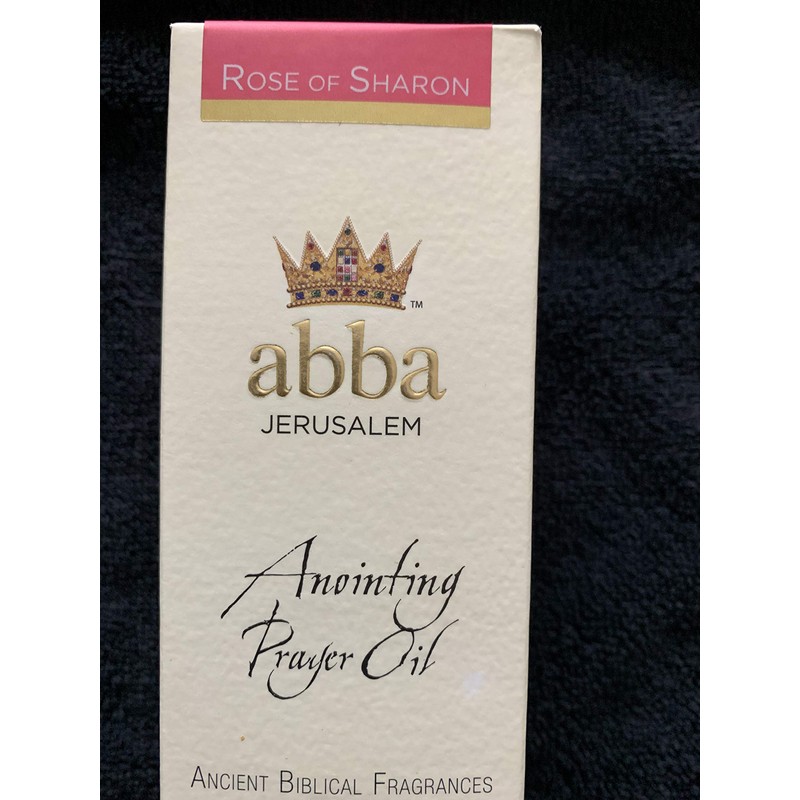 ROSE OF SHARON
™
abba
JERUSALEM
Anointing
Prayer Oil
ANCIENT BIBLICAL FRAGRANCES